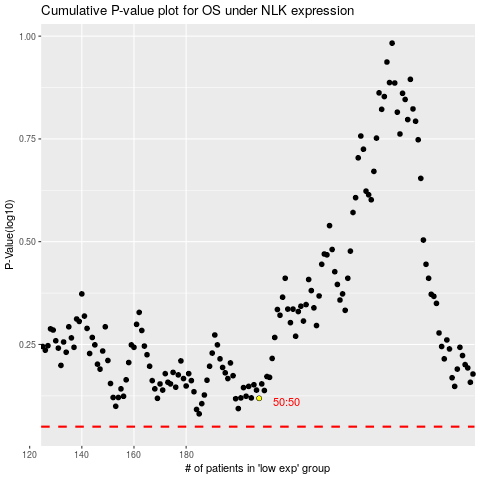 Cumulative P-value plot for OS under NLK expression
1.00
0.75
0.50
0.25
P-Value(log10)
50:50
120 140 160 180
# of patients in 'low exp' group